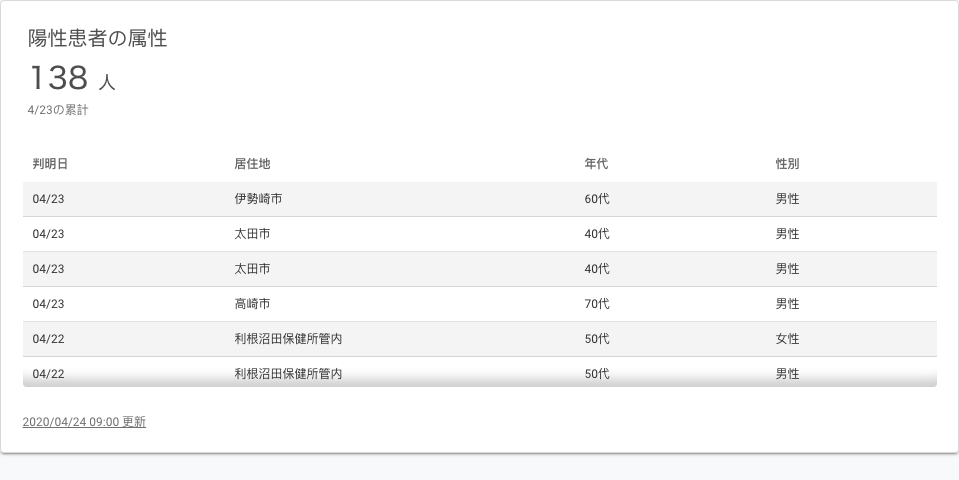 陽性患者の属性
138 人
4/23の累計
判明日 居住地 年代 性別
04/23 伊勢崎市 60代 男性
04/23 太田市 40代 男性
04/23 太田市 40代 男性
04/23 高崎市 70代 男性
04/22 利根沼田保健所管内 50代 女性
04/22 利根沼田保健所管内 50代 男性
2020/04/24 09:00 更新